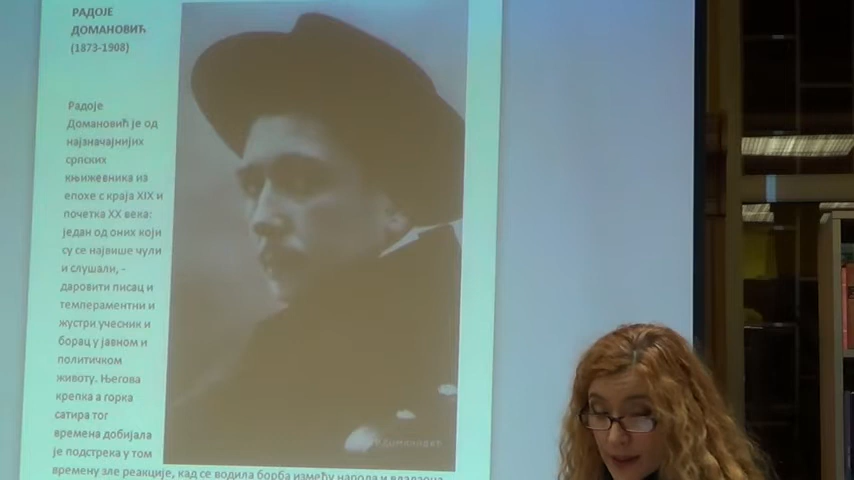 РАДОЈЕ
ДОМАНОВИЋ
(1873-1908)
Радоје
Домановић је од
најзначајнијих
српских
књижевника из
епохе с краја XIX и
почетка XX века:
један од оних који
су се највише чули
и слушали, -
даровити писац и
темпераментни и
жустри учесник и
борац у јавном и
политичком
животу. Његова
крепка а горка
сатира тог
времена добијала
је подстрека у том
времену зле реакције, кад се водила борба између народа и владаоца